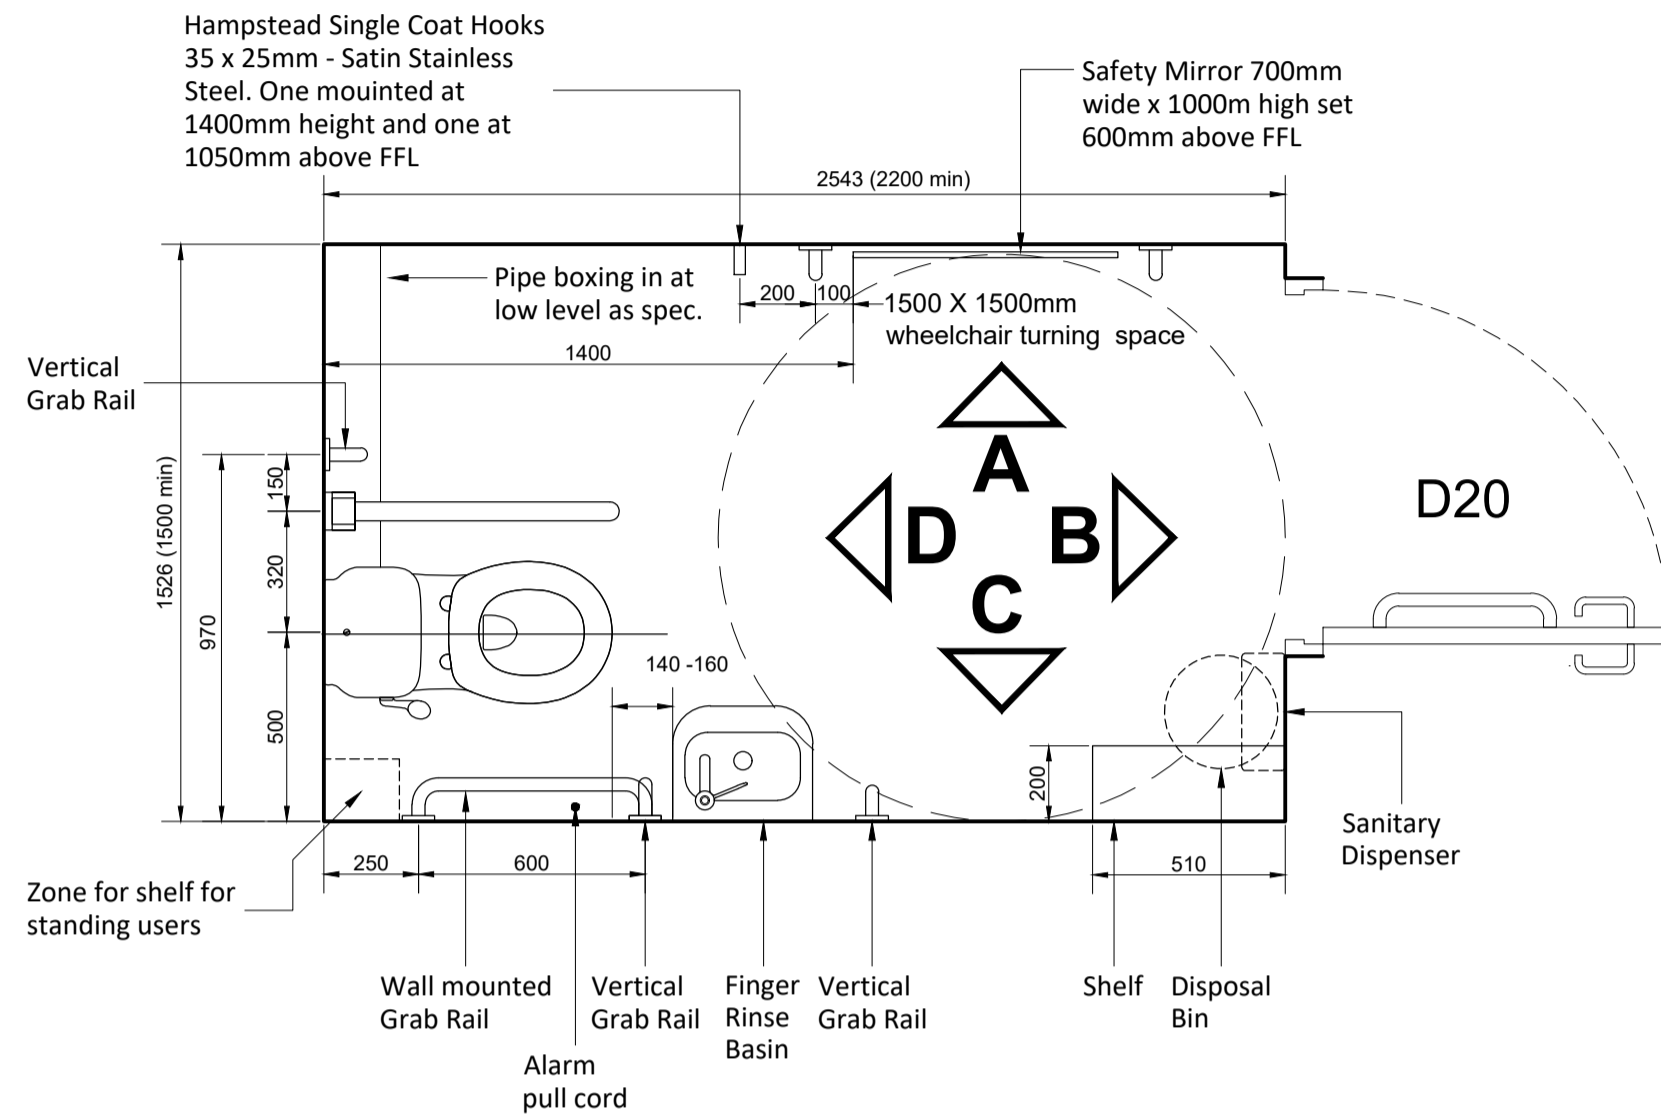 Hampstead Single Coat Hooks
35 x 25mm - Satin Stainless
Steel. One mouinted at
1400mm height and one at
1050mm above FFL
Safety Mirror 700mm
wide x 1000m high set
600mm above FFL
2543 (2200 min)
Pipe boxing in at
low level as spec.
200
100
1500 X 1500mm
wheelchair turning space
1400
Vertical
Grab Rail
1526 (1500 min)
970
150
320
500
A
D
B
C
D20
140 -160
200
250
600
510
Sanitary
Dispenser
Zone for shelf for
standing users
Wall mounted
Grab Rail
Alarm
pull cord
Vertical
Grab Rail
Finger
Rinse
Basin
Vertical
Grab Rail
Shelf
Disposal
Bin